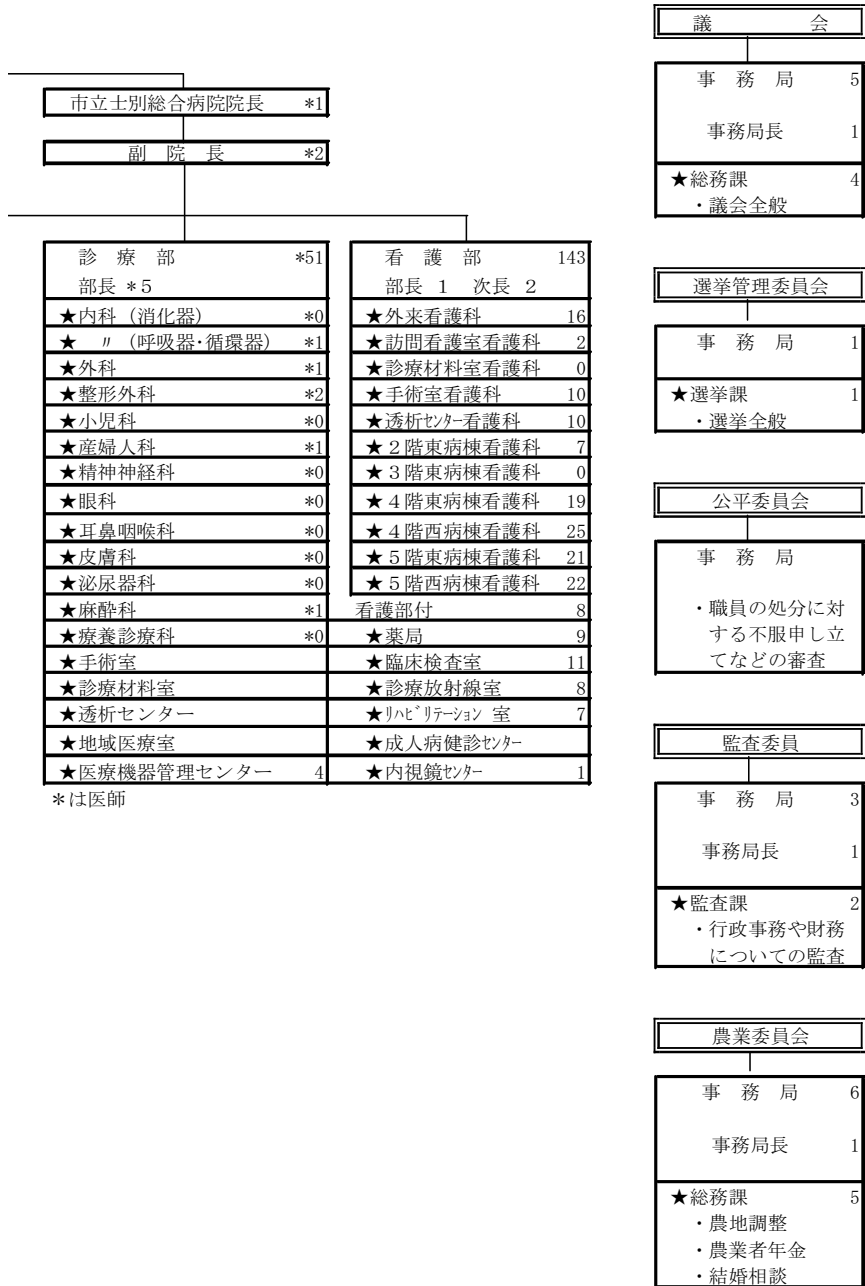 市立士別総合病院院長 *1
副 院 長 *2
診 療 部 *51
部長 *5
★内科 (消化器) *0
★ 〃 (呼吸器・循環器) *1
★外科 *1
★整形外科 *2
★小児科 *0
★産婦人科 *1
★精神神経科 *0
★眼科 *0
★耳鼻咽喉科 *0
★皮膚科 *0
★泌尿器科 *0
★麻酔科 *1
★療養診療科 *0
★手術室
★診療材料室
★透析センター
★地域医療室
★医療機器管理センター 4
*は医師
看 護 部 143
部長 1 次長 2
★外来看護科 16
★訪問看護室看護科 2
★診療材料室看護科 0
★手術室看護科 10
★透析ｾﾝﾀｰ看護科 10
★2階東病棟看護科 7
★3階東病棟看護科 0
★4階東病棟看護科 19
★4階西病棟看護科 25
★5階東病棟看護科 21
★5階西病棟看護科 22
看護部付 8
★薬局 9
★臨床検査室 11
★診療放射線室 8
★ﾘﾊﾋﾞﾘﾃｰｼｮﾝ 室 7
★成人病健診ｾﾝﾀｰ
★内視鏡ｾﾝﾀｰ 1
議 会
事 務 局 5
事務局長 1
★総務課 4
・議会全般
選挙管理委員会
事 務 局 1
★選挙課 1
・選挙全般
公平委員会
事 務 局
・職員の処分に対
する不服申し立
てなどの審査
監査委員
事 務 局 3
事務局長 1
★監査課 2
・行政事務や財務
についての監査
農業委員会
事 務 局 6
事務局長 1
★総務課 5
・農地調整
・農業者年金
・結婚相談